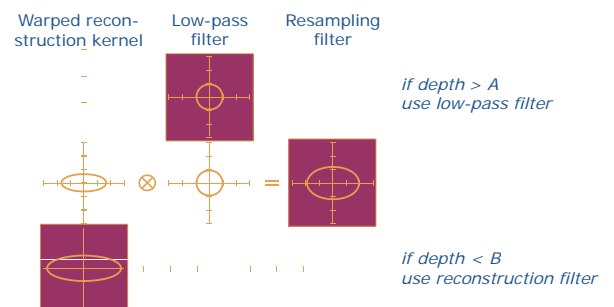 Warped recon-
struction kernel
Low-pass
filter
Resampling
filter
if depth > A
use low-pass filter
if depth < B
use reconstruction filter